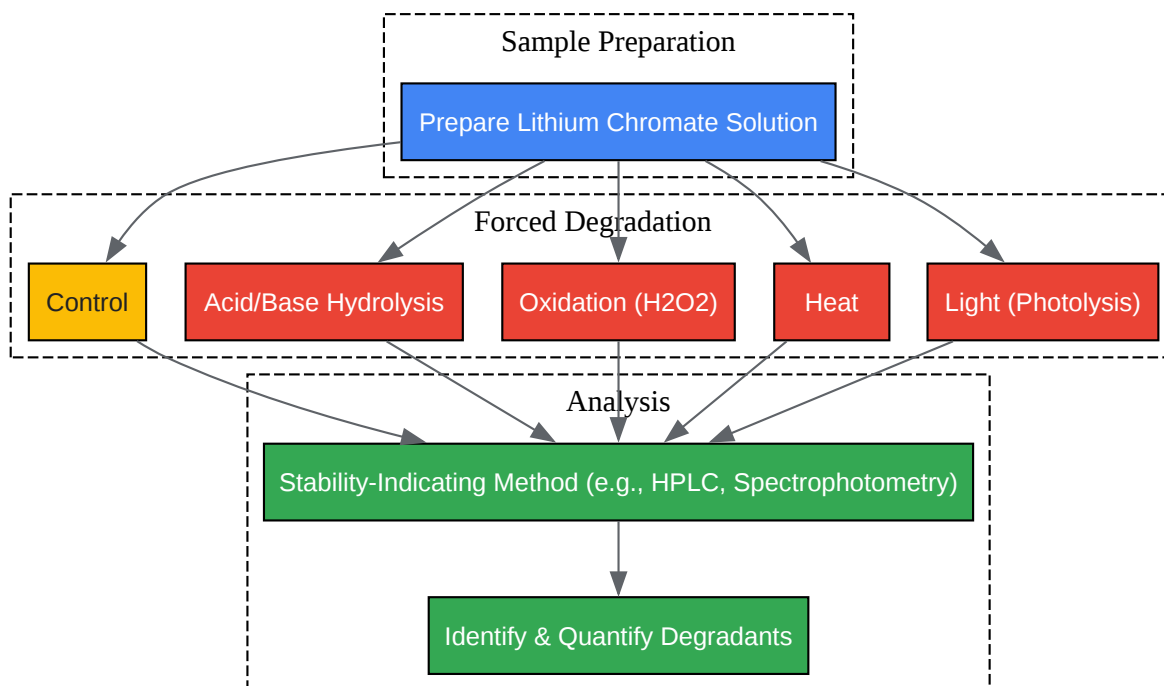 Sample Preparation
Prepare Lithium Chromate Solution
Forced Degradation
Control
Acid/Base Hydrolysis
Oxidation (H2O2)
Heat
Light (Photolysis)
Analysis
Stability-Indicating Method (e.g., HPLC, Spectrophotometry)
Identify & Quantify Degradants